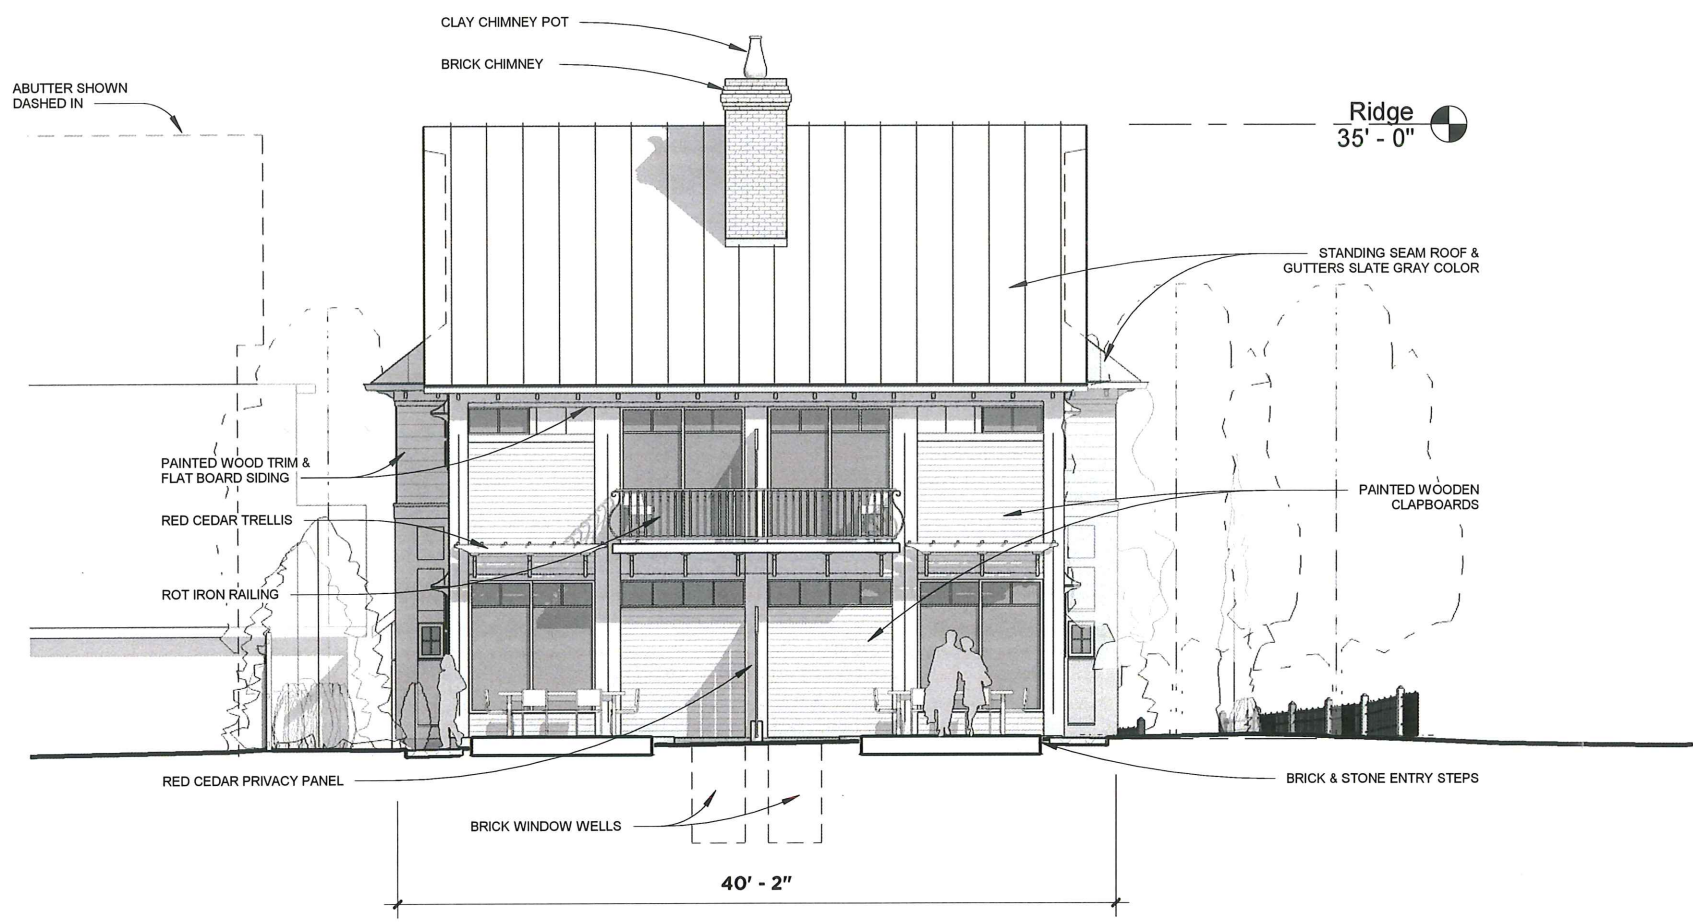 CLAY CHIMNEY POT
BRICK CHIMNEY
ABUTTER SHOWN
DASHED IN
Ridge
35' - 0"
STANDING SEAM ROOF &
GUTTERS SLATE GRAY COLOR
PAINTED WOOD TRIM &
FLAT BOARD SIDING
PAINTED WOODEN
CLAPBOARDS
RED CEDAR TRELLIS
ROT IRON RAILING
RED CEDAR PRIVACY PANEL
BRICK & STONE ENTRY STEPS
BRICK WINDOW WELLS
40' - 2"